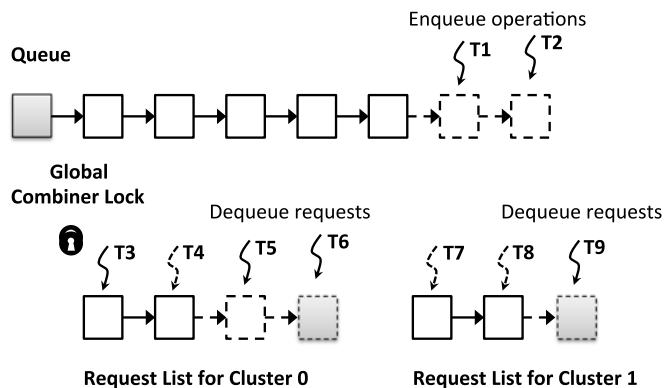 Enqueue operations
Queue
T1
T2
Global
Combiner Lock
Dequeue requests
Dequeue requests
T3
T4
T5
T6
T7
T8
T9
Request List for Cluster 0
Request List for Cluster 1